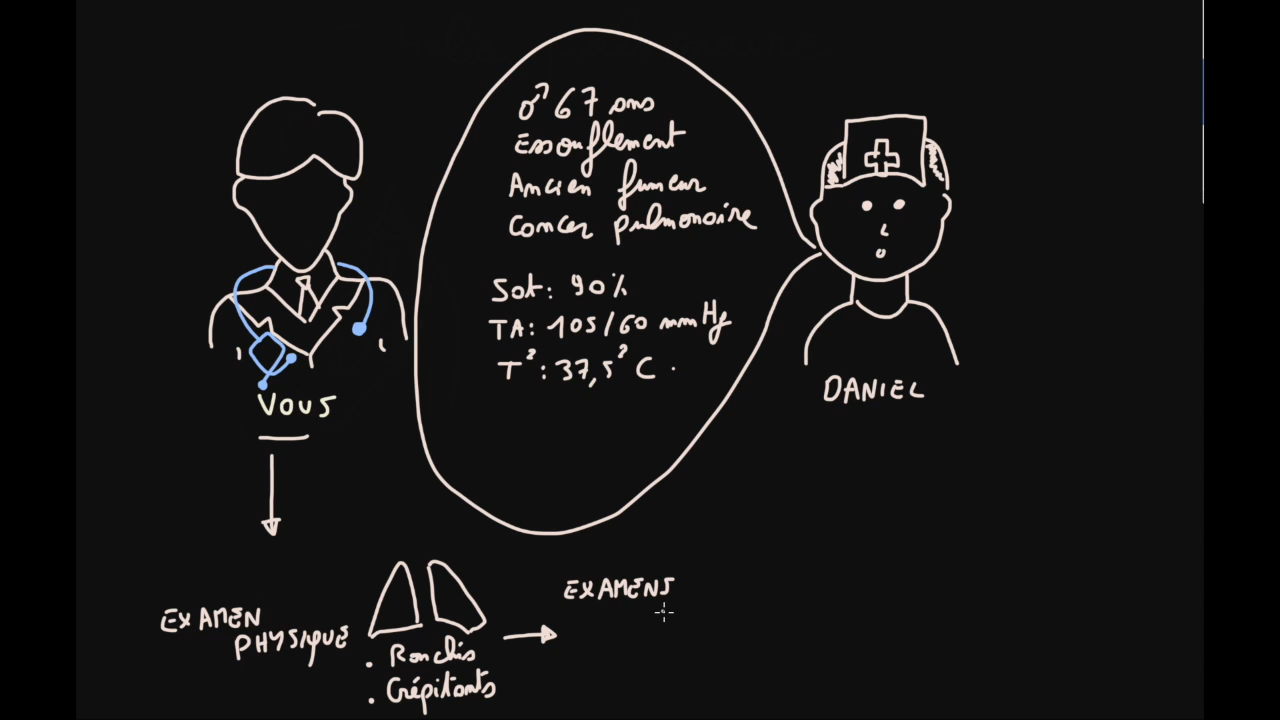 ♂ 67 ans
Essouflement
Ancien fumeur
Cancer pulmonaire
Sat : 90%
TA : 105/60 mmHg
T° : 37,5° C
VOUS
DANIEL
EXAMEN
PHYSIQUE
. Ronchis
. Crépitants
EXAMENS